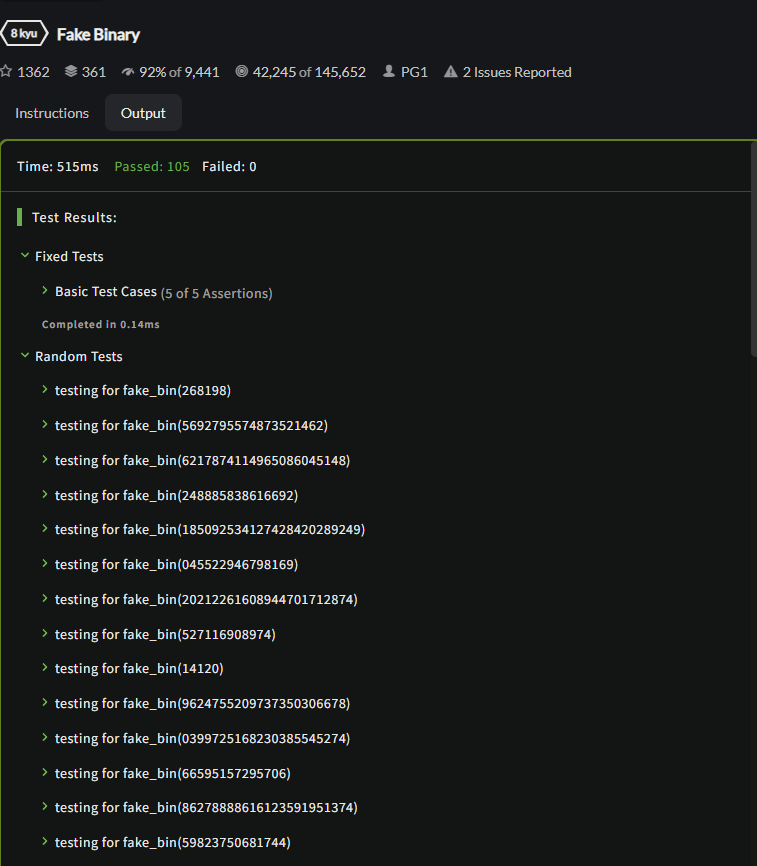 8 kyu Fake Binary
1362 361 92% of 9,441 42,245 of 145,652 PG1 2 Issues Reported
Instructions Output
Time: 515ms Passed: 105 Failed: 0
Test Results:
Fixed Tests
Basic Test Cases (5 of 5 Assertions)
Completed in 0.14ms
Random Tests
testing for fake_bin(268198)
testing for fake_bin(5692795574873521462)
testing for fake_bin(6217874114965086045148)
testing for fake_bin(248885838616692)
testing for fake_bin(185092534127428420289249)
testing for fake_bin(045522946798169)
testing for fake_bin(20212261608944701712874)
testing for fake_bin(527116908974)
testing for fake_bin(14120)
testing for fake_bin(9624755209737350306678)
testing for fake_bin(0399725168230385545274)
testing for fake_bin(66595157295706)
testing for fake_bin(86278888616123591951374)
testing for fake_bin(59823750681744)